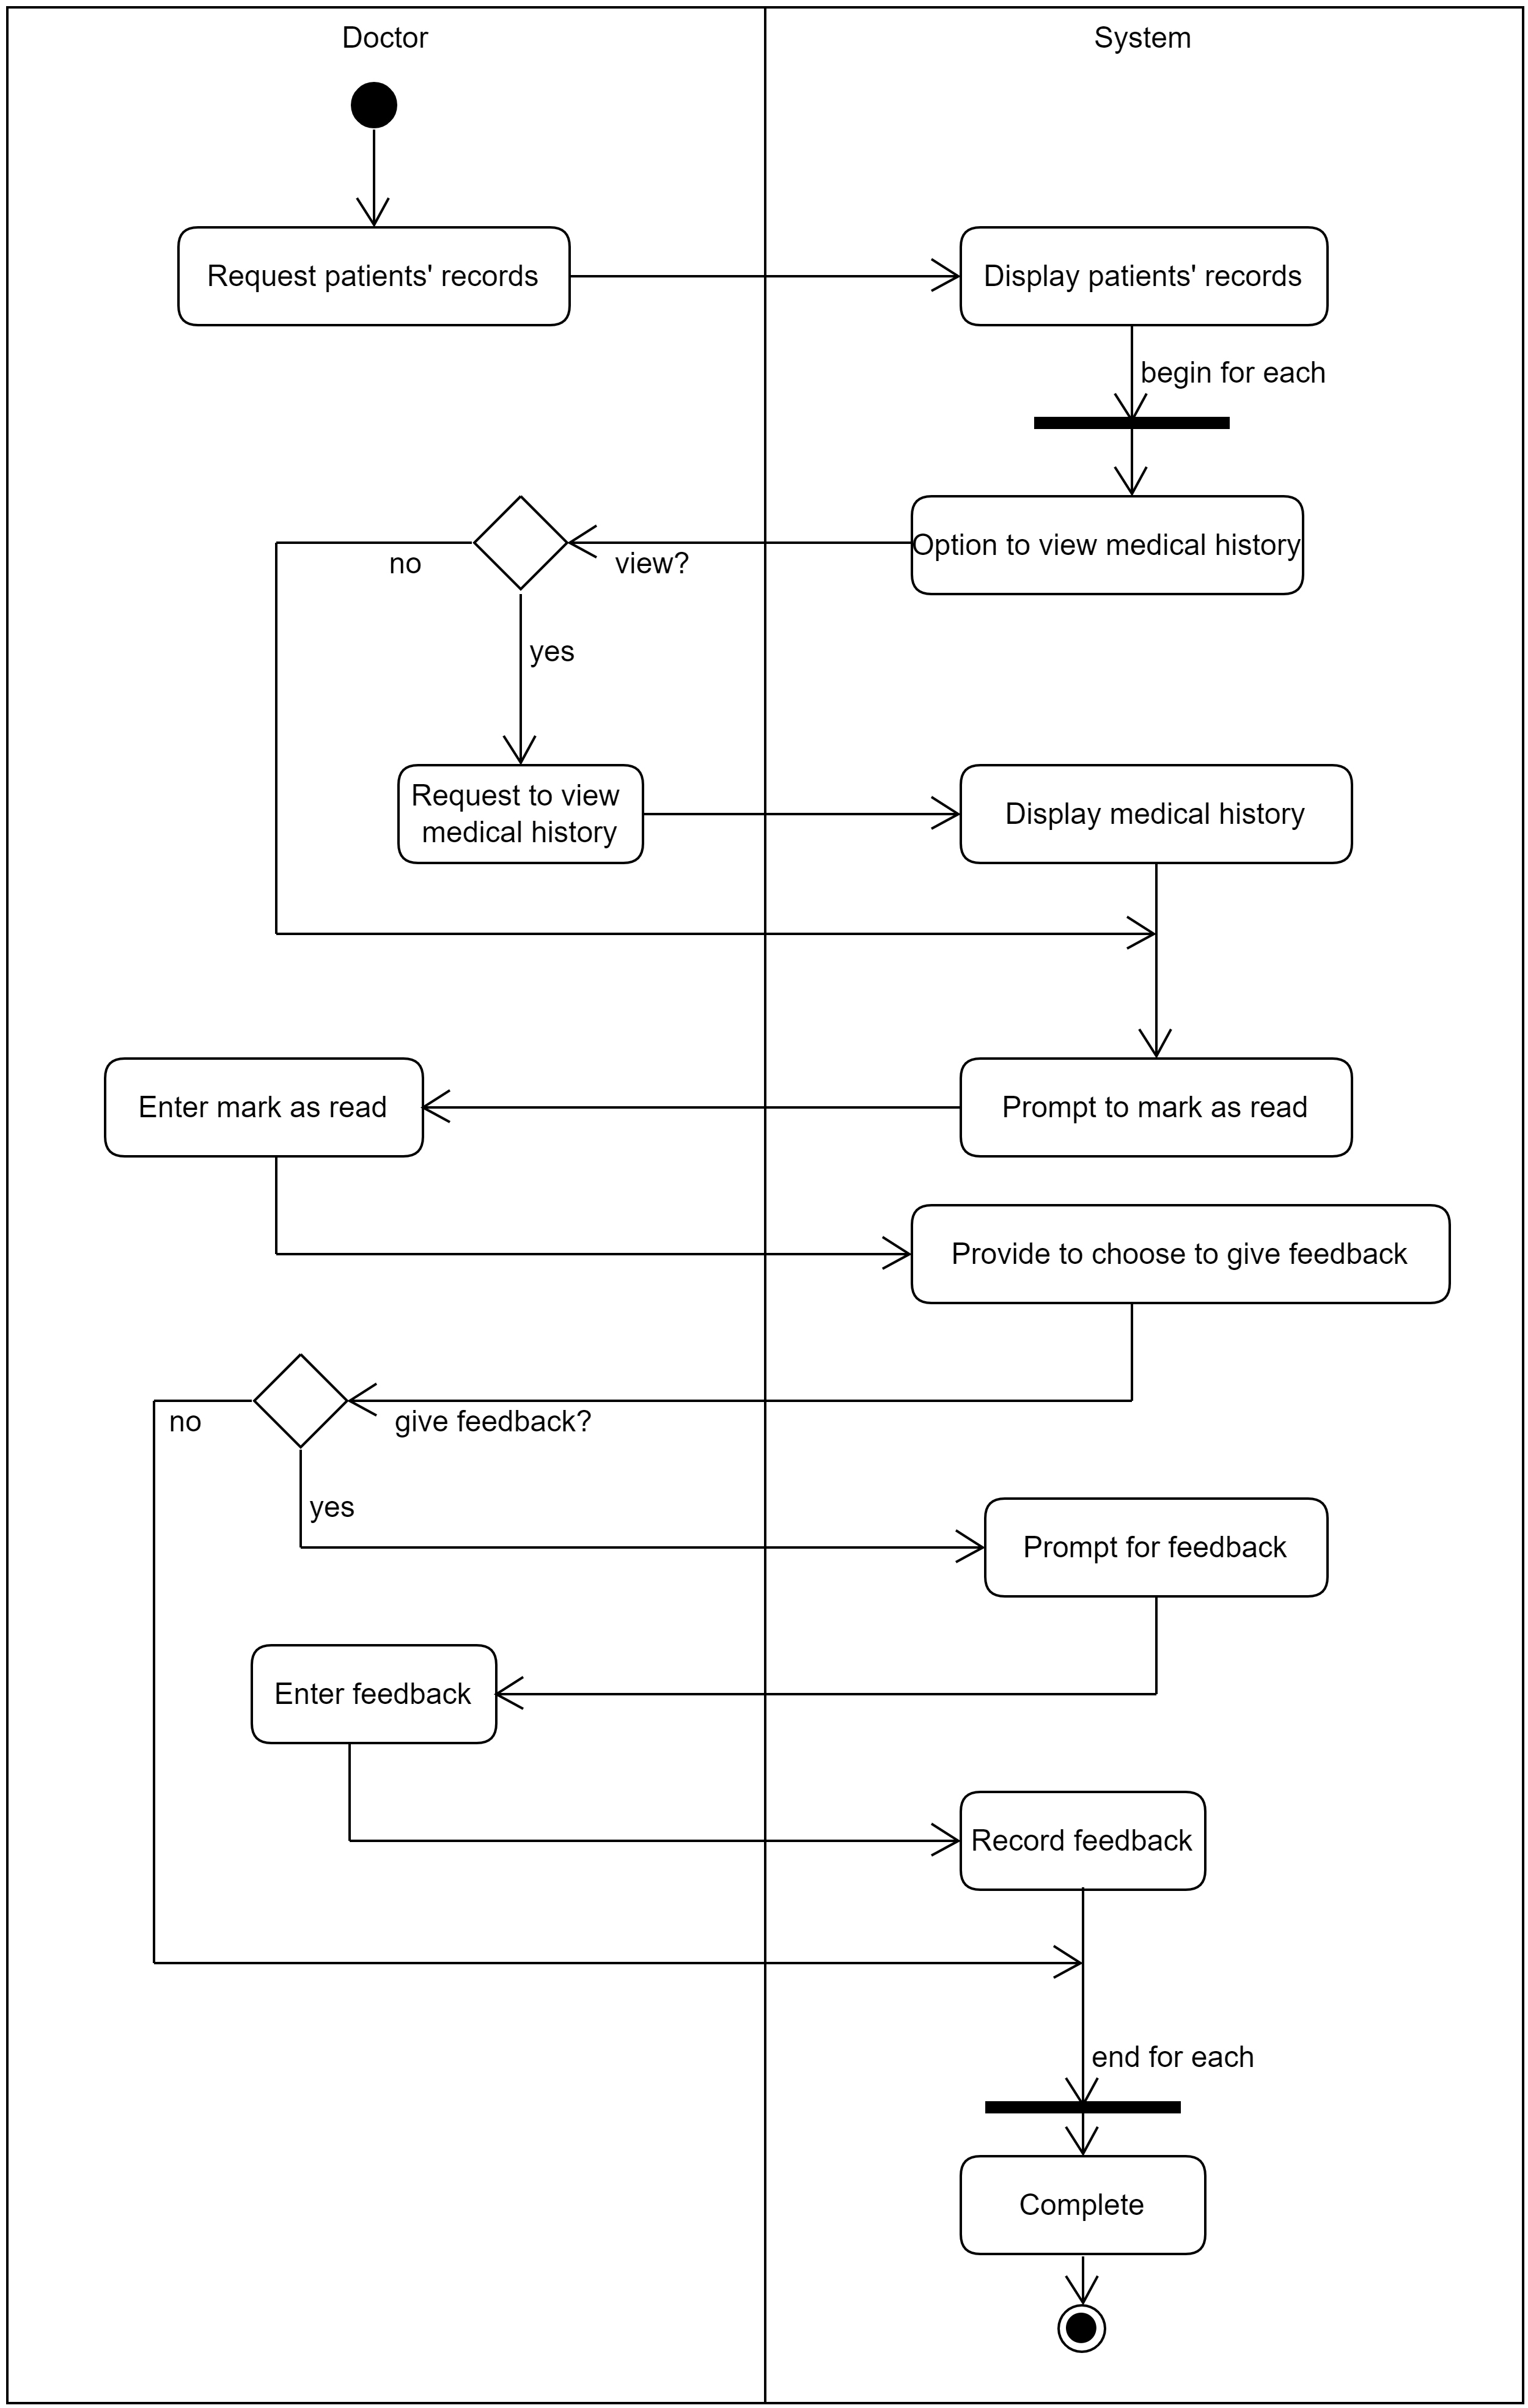 Doctor
System
Request patients' records
Display patients' records
begin for each
Option to view medical history
view?
no
yes
Request to view
medical history
Display medical history
Enter mark as read
Prompt to mark as read
Provide to choose to give feedback
give feedback?
no
yes
Prompt for feedback
Enter feedback
Record feedback
end for each
Complete